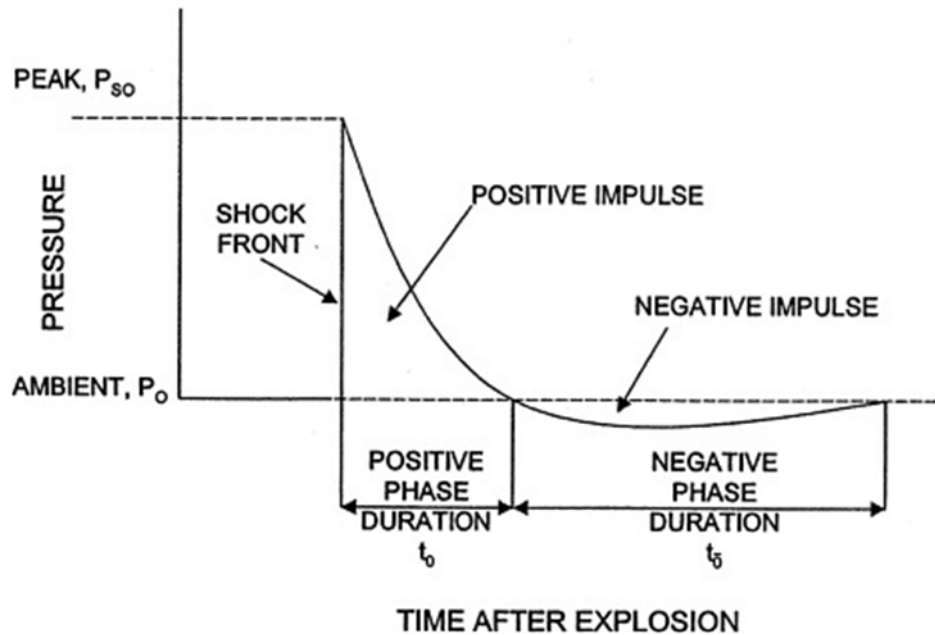 PEAK, PSO
PRESSURE
SHOCK
FRONT
POSITIVE IMPULSE
NEGATIVE IMPULSE
AMBIENT, PO
POSITIVE
PHASE
DURATION
t0
NEGATIVE
PHASE
DURATION
t0̄
TIME AFTER EXPLOSION